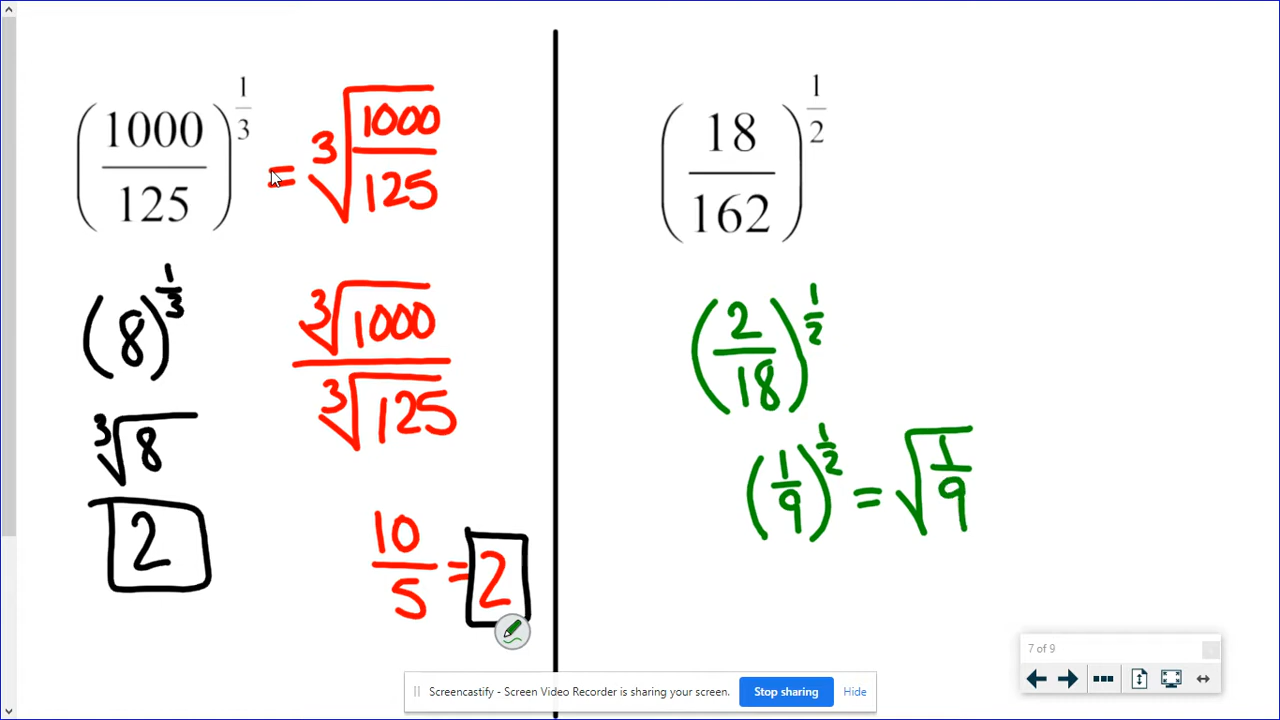 (1000/125)^(1/3) = ∛(1000/125)
(8)^(1/3)
∛8
2
∛1000/∛125
10/5 = 2
(18/162)^(1/2)
(2/18)^(1/2)
(1/9)^(1/2) = √(1/9)
7 of 9
Screencastify - Screen Video Recorder is sharing your screen. Stop sharing Hide